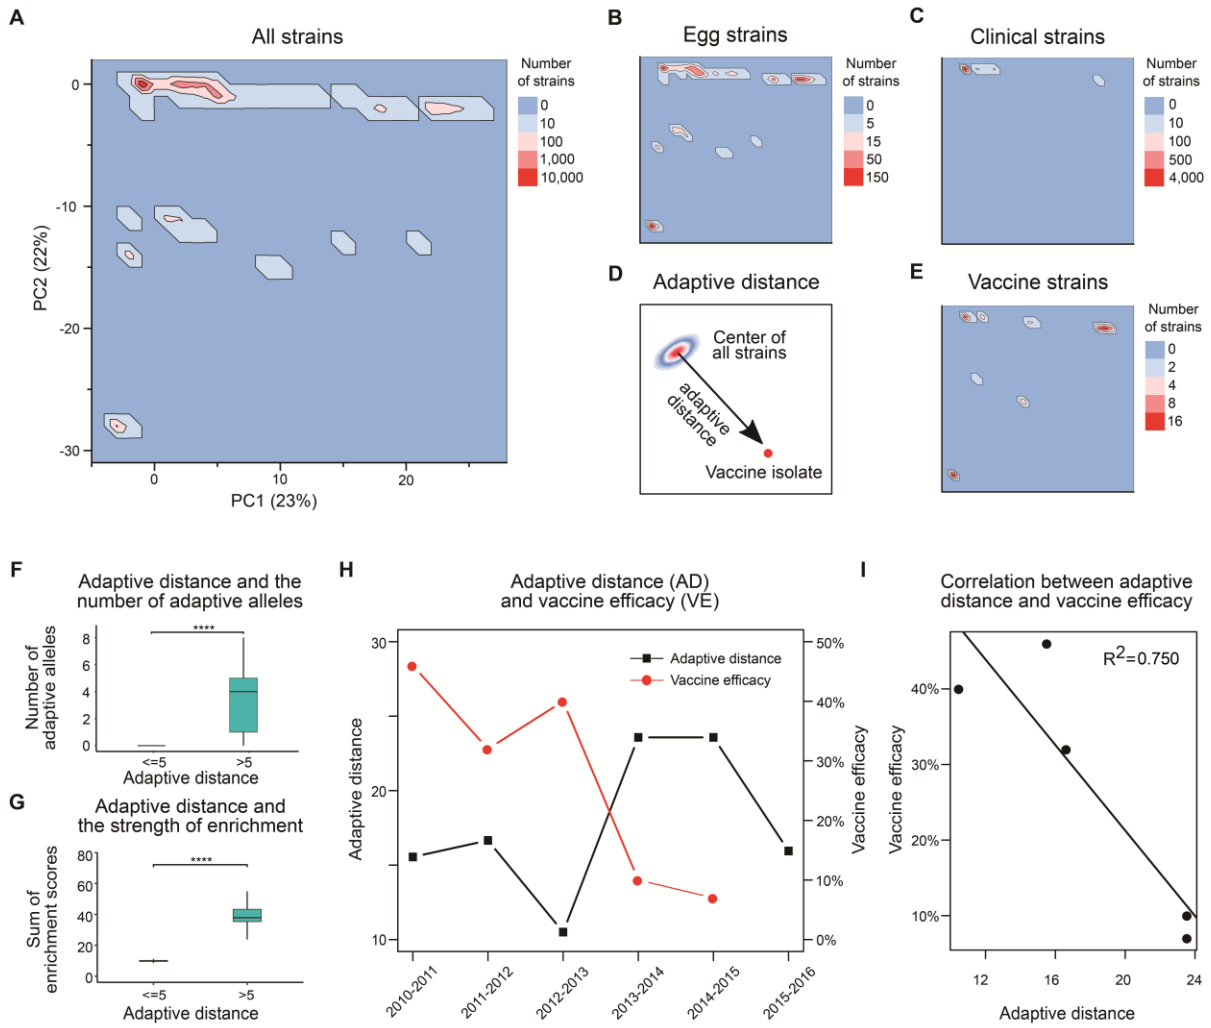 A
All strains
Number
of strains
0
10
100
1,000
10,000
0
-10
-20
-30
PC2 (22%)
0
10
20
PC1 (23%)
B
Egg strains
Number
of strains
0
5
15
50
150
C
Clinical strains
Number
of strains
0
10
100
500
4,000
D
Adaptive distance
Center of
all strains
adaptive
distance
Vaccine isolate
E
Vaccine strains
Number
of strains
0
2
4
8
16
F
Adaptive distance and the
number of adaptive alleles
Number of
adaptive alleles
8
6
4
2
0
****
<=5
>5
Adaptive distance
G
Adaptive distance and
the strength of enrichment
Sum of
enrichment scores
80
60
40
20
0
****
<=5
>5
Adaptive distance
H
Adaptive distance (AD)
and vaccine efficacy (VE)
Adaptive distance
30
20
10
Adaptive distance
Vaccine efficacy
50%
40%
30%
20%
10%
0%
Vaccine efficacy
2010-2011
2011-2012
2012-2013
2013-2014
2014-2015
2015-2016
I
Correlation between adaptive
distance and vaccine efficacy
R2=0.750
Vaccine efficacy
40%
30%
20%
10%
12
16
20
24
Adaptive distance